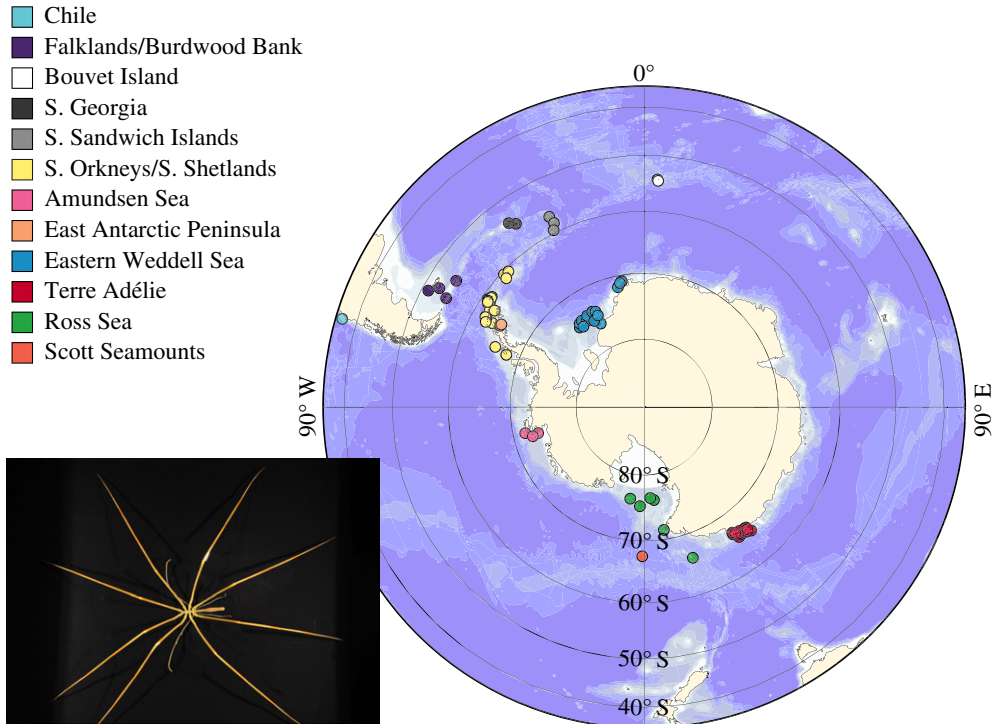 Chile
Falklands/Burdwood Bank
Bouvet Island
S. Georgia
S. Sandwich Islands
S. Orkneys/S. Shetlands
Amundsen Sea
East Antarctic Peninsula
Eastern Weddell Sea
Terre Adélie
Ross Sea
Scott Seamounts
0°
90° W
90° E
80° S
70° S
60° S
50° S
40° S